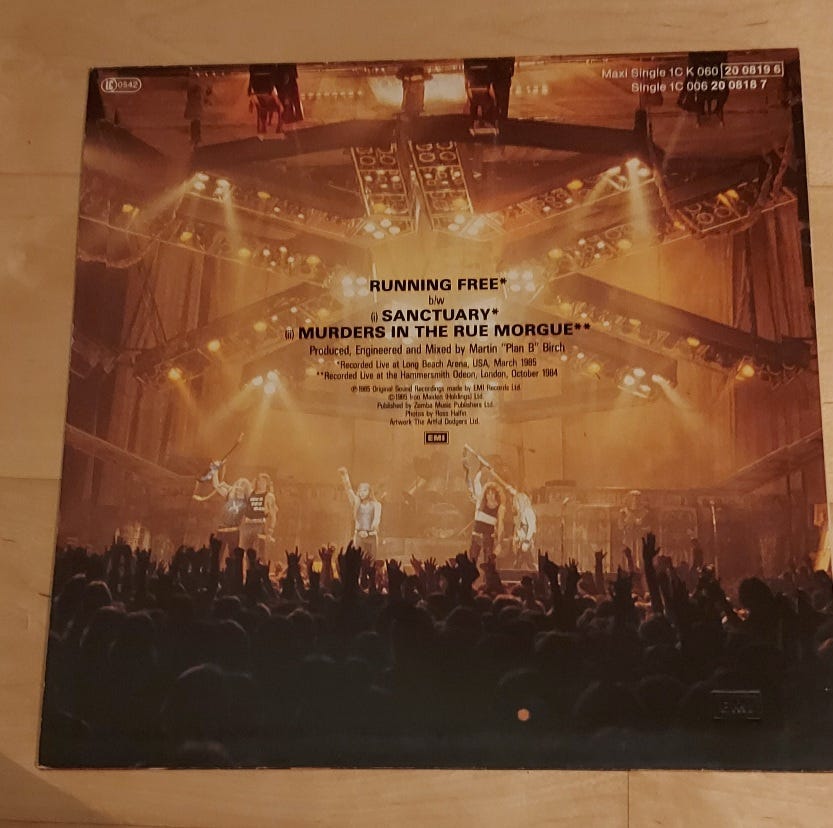 LC 0542
Maxi Single 1C K 060 20 0819 6
Single 1C 006 20 0818 7
RUNNING FREE*
b/w
(i) SANCTUARY*
(ii) MURDERS IN THE RUE MORGUE**
Produced, Engineered and Mixed by Martin "Plan B" Birch
*Recorded Live at Long Beach Arena, USA, March 1985
**Recorded Live at the Hammersmith Odeon, London, October 1984
℗1985 Original Sound Recordings made by EMI Records Ltd.
©1985 Iron Maiden (Holdings) Ltd.
Published by Zomba Music Publishers Ltd.
Photos by Ross Halfin
Artwork The Artful Dodgers Ltd.
EMI
EMI